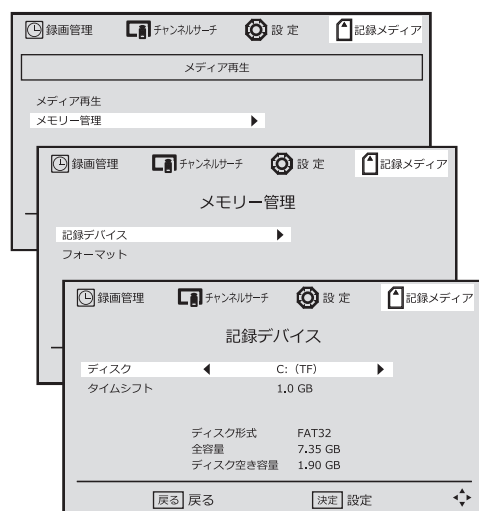 録画管理 チャンネルサーチ 設 定 記録メディア
メディア再生
メディア再生
メモリー管理
録画管理 チャンネルサーチ 設 定 記録メディア
メモリー管理
記録デバイス
フォーマット
録画管理 チャンネルサーチ 設 定 記録メディア
記録デバイス
ディスク C: (TF)
タイムシフト 1.0 GB
ディスク形式 FAT32
全容量 7.35 GB
ディスク空き容量 1.90 GB
戻る 戻る 決定 設定